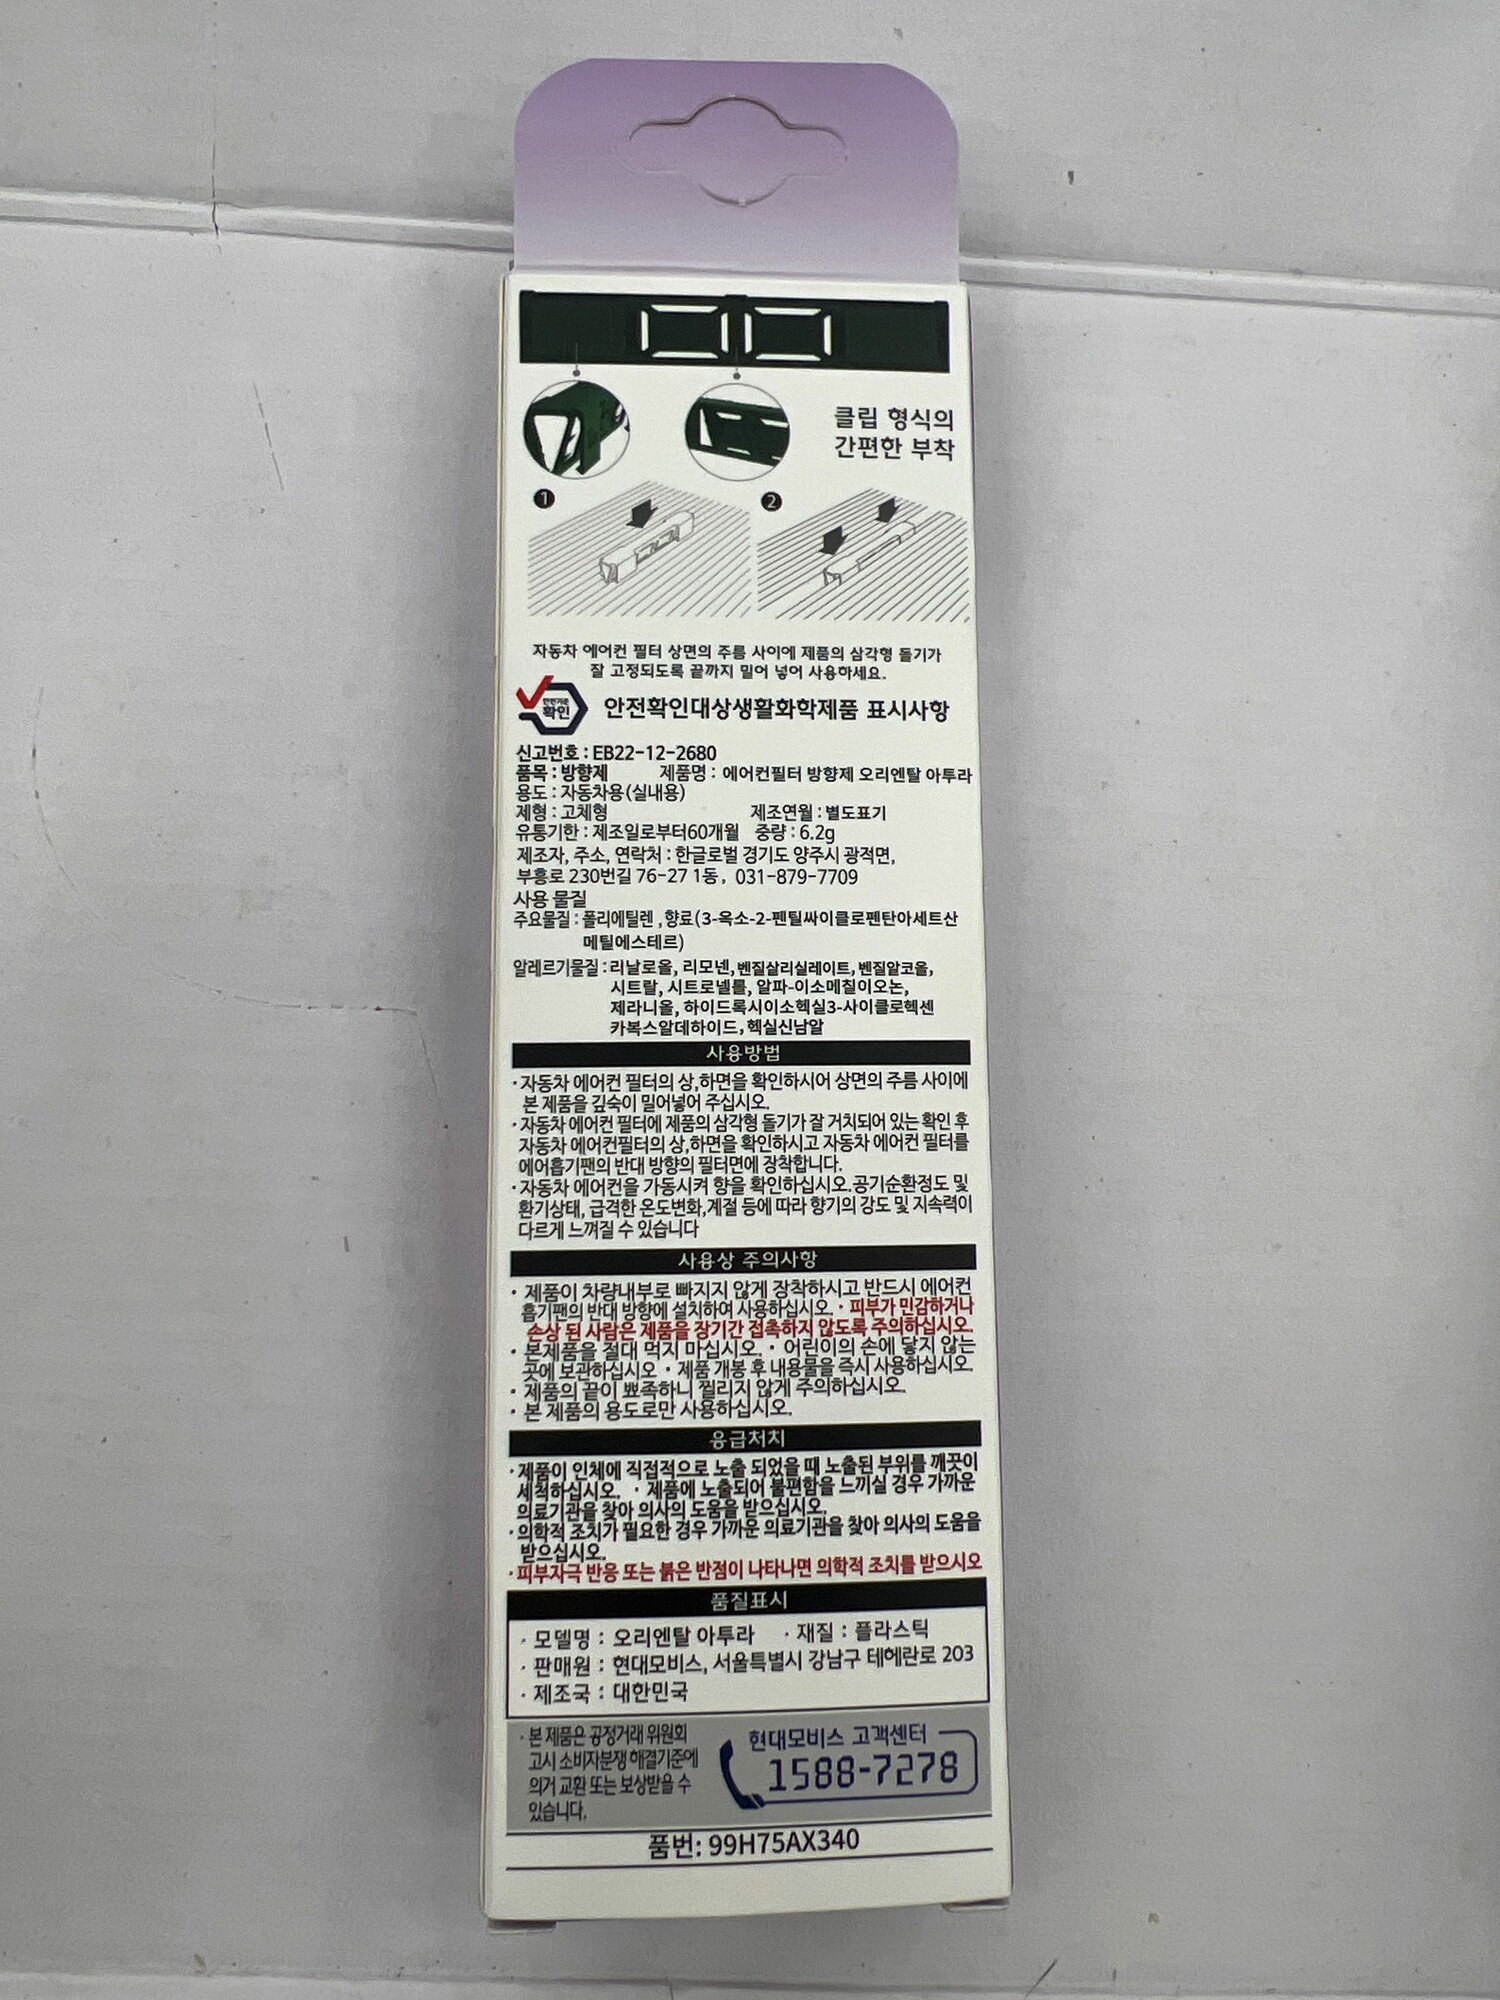 클립 형식의
간편한 부착
1
2
자동차 에어컨 필터 상면의 주름 사이에 제품의 삼각형 돌기가
잘 고정되도록 끝까지 밀어 넣어 사용하세요.
안전기준
확인
안전확인대상생활화학제품 표시사항
신고번호 : EB22-12-2680
품목 : 방향제 제품명 : 에어컨필터 방향제 오리엔탈 아투라
용도 : 자동차용(실내용)
제형 : 고체형 제조연월 : 별도표기
유통기한 : 제조일로부터60개월 중량 : 6.2g
제조자, 주소, 연락처 : 한글로벌 경기도 양주시 광적면,
부흥로 230번길 76-27 1동, 031-879-7709
사용 물질
주요물질 : 폴리에틸렌 ,향료(3-옥소-2-펜틸싸이클로펜탄아세트산
메틸에스테르)
알레르기물질 : 리날로올, 리모넨, 벤질살리실레이트, 벤질알코올,
시트랄, 시트로넬롤, 알파-이소메칠이오논,
제라니올, 하이드록시이소헥실3-사이클로헥센
카복스알데하이드, 헥실신남알
사용방법
· 자동차 에어컨 필터의 상,하면을 확인하시어 상면의 주름 사이에
본 제품을 깊숙이 밀어넣어 주십시오.
· 자동차 에어컨 필터에 제품의 삼각형 돌기가 잘 거치되어 있는 확인 후
자동차 에어컨필터의 상,하면을 확인하시고 자동차 에어컨 필터를
에어흡기팬의 반대 방향의 필터면에 장착합니다.
· 자동차 에어컨을 가동시켜 향을 확인하십시오.공기순환정도 및
환기상태, 급격한 온도변화,계절 등에 따라 향기의 강도 및 지속력이
다르게 느껴질 수 있습니다
사용상 주의사항
· 제품이 차량내부로 빠지지 않게 장착하시고 반드시 에어컨
흡기팬의 반대 방향에 설치하여 사용하십시오. · 피부가 민감하거나
손상 된 사람은 제품을 장기간 접촉하지 않도록 주의하십시오.
· 본제품을 절대 먹지 마십시오. · 어린이의 손에 닿지 않는
곳에 보관하십시오 · 제품 개봉 후 내용물을 즉시 사용하십시오.
· 제품의 끝이 뾰족하니 찔리지 않게 주의하십시오.
· 본 제품의 용도로만 사용하십시오.
응급처치
· 제품이 인체에 직접적으로 노출 되었을 때 노출된 부위를 깨끗이
세척하십시오. · 제품에 노출되어 불편함을 느끼실 경우 가까운
의료기관을 찾아 의사의 도움을 받으십시오.
· 의학적 조치가 필요한 경우 가까운 의료기관을 찾아 의사의 도움을
받으십시오.
· 피부자극 반응 또는 붉은 반점이 나타나면 의학적 조치를 받으시오
품질표시
· 모델명 : 오리엔탈 아투라 · 재질 : 플라스틱
· 판매원 : 현대모비스, 서울특별시 강남구 테헤란로 203
· 제조국 : 대한민국
· 본 제품은 공정거래 위원회
고시 소비자분쟁 해결기준에
의거 교환 또는 보상받을 수
있습니다.
현대모비스 고객센터
1588-7278
품번: 99H75AX340